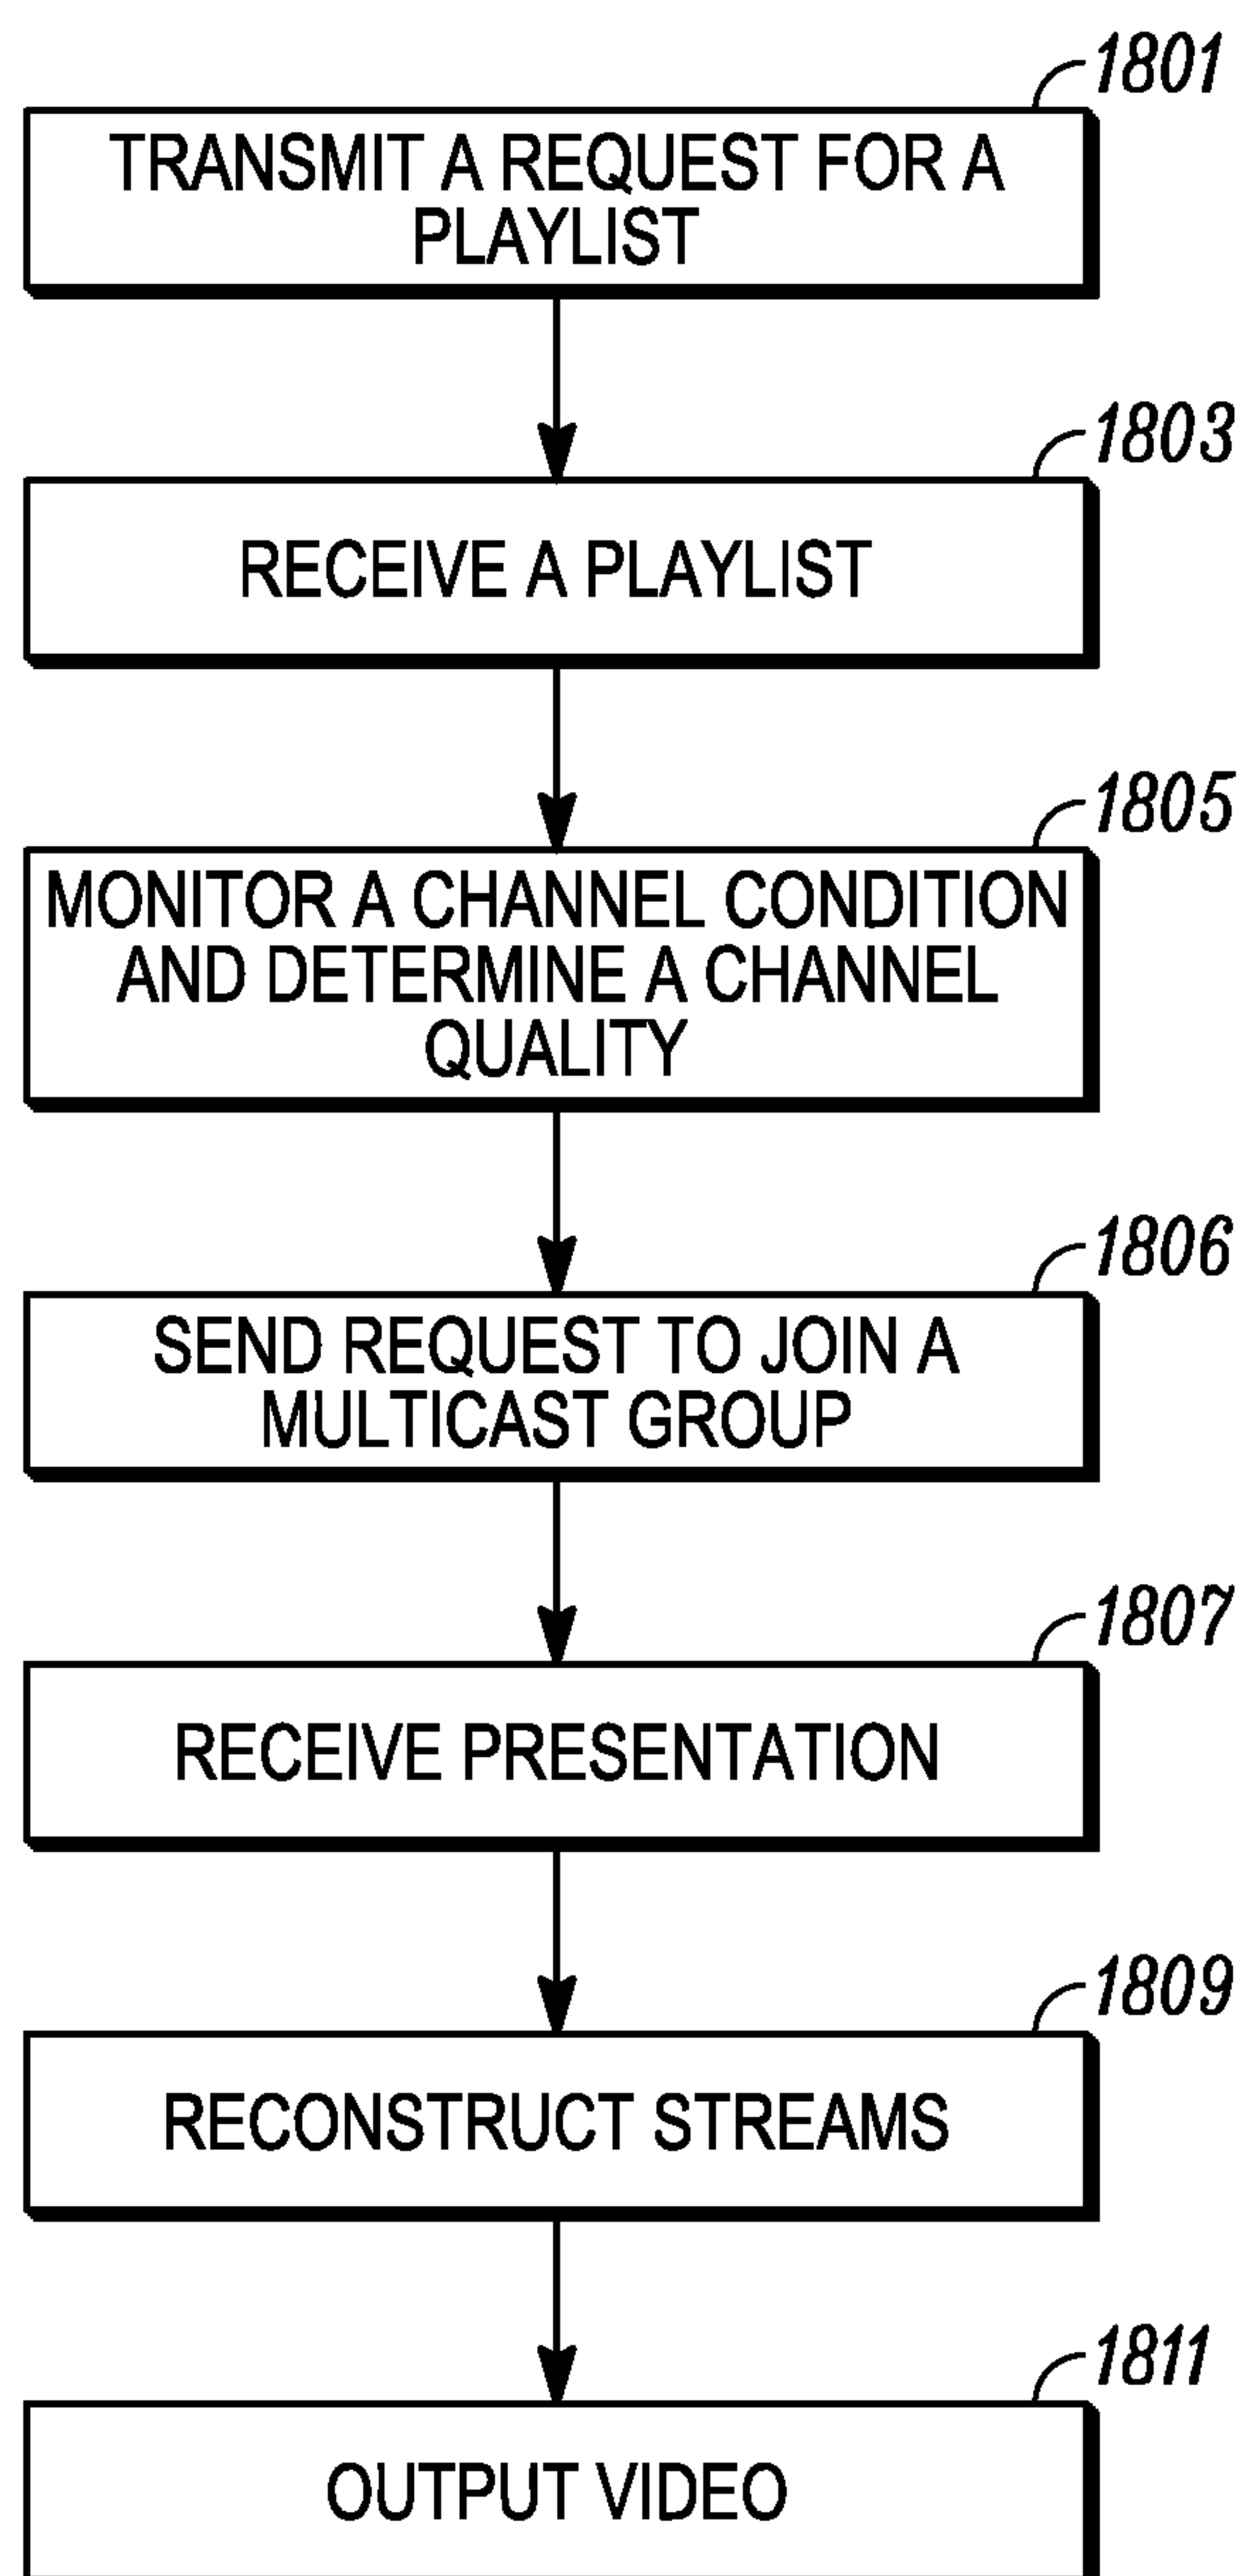 1801
TRANSMIT A REQUEST FOR A
PLAYLIST
1803
RECEIVE A PLAYLIST
1805
MONITOR A CHANNEL CONDITION
AND DETERMINE A CHANNEL
QUALITY
1806
SEND REQUEST TO JOIN A
MULTICAST GROUP
1807
RECEIVE PRESENTATION
1809
RECONSTRUCT STREAMS
1811
OUTPUT VIDEO